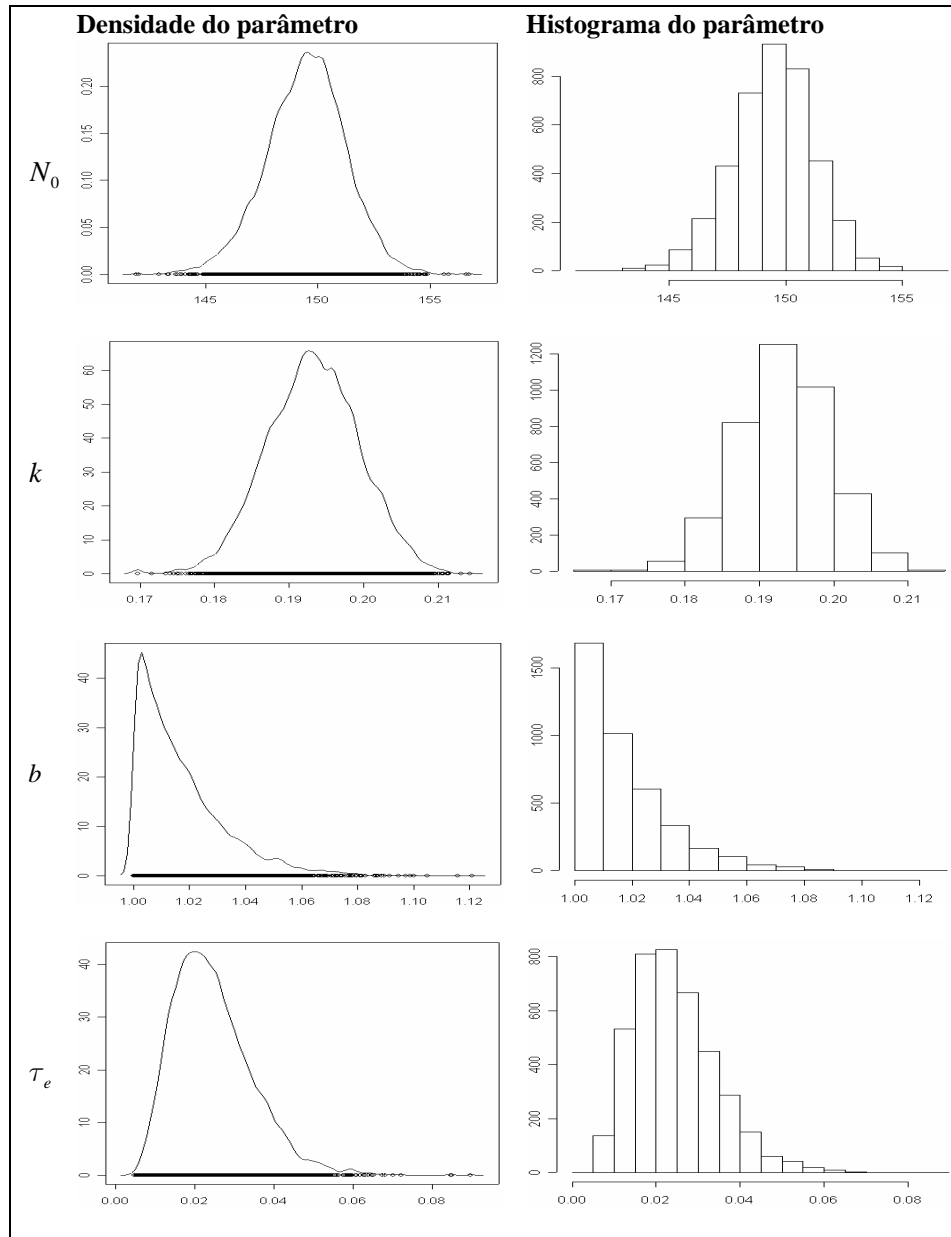 Densidade do parâmetro Histograma do parâmetro
N₀
0.00 0.05 0.10 0.15 0.20
145 150 155
0 200 400 600 800
145 150 155
k
0 10 20 30 40 50 60
0.17 0.18 0.19 0.20 0.21
0 200 400 600 800 1000 1200
0.17 0.18 0.19 0.20 0.21
b
0 10 20 30 40
1.00 1.02 1.04 1.06 1.08 1.10 1.12
0 500 1000 1500
1.00 1.02 1.04 1.06 1.08 1.10 1.12
τₑ
0 10 20 30 40
0.00 0.02 0.04 0.06 0.08
0 200 400 600 800
0.00 0.02 0.04 0.06 0.08